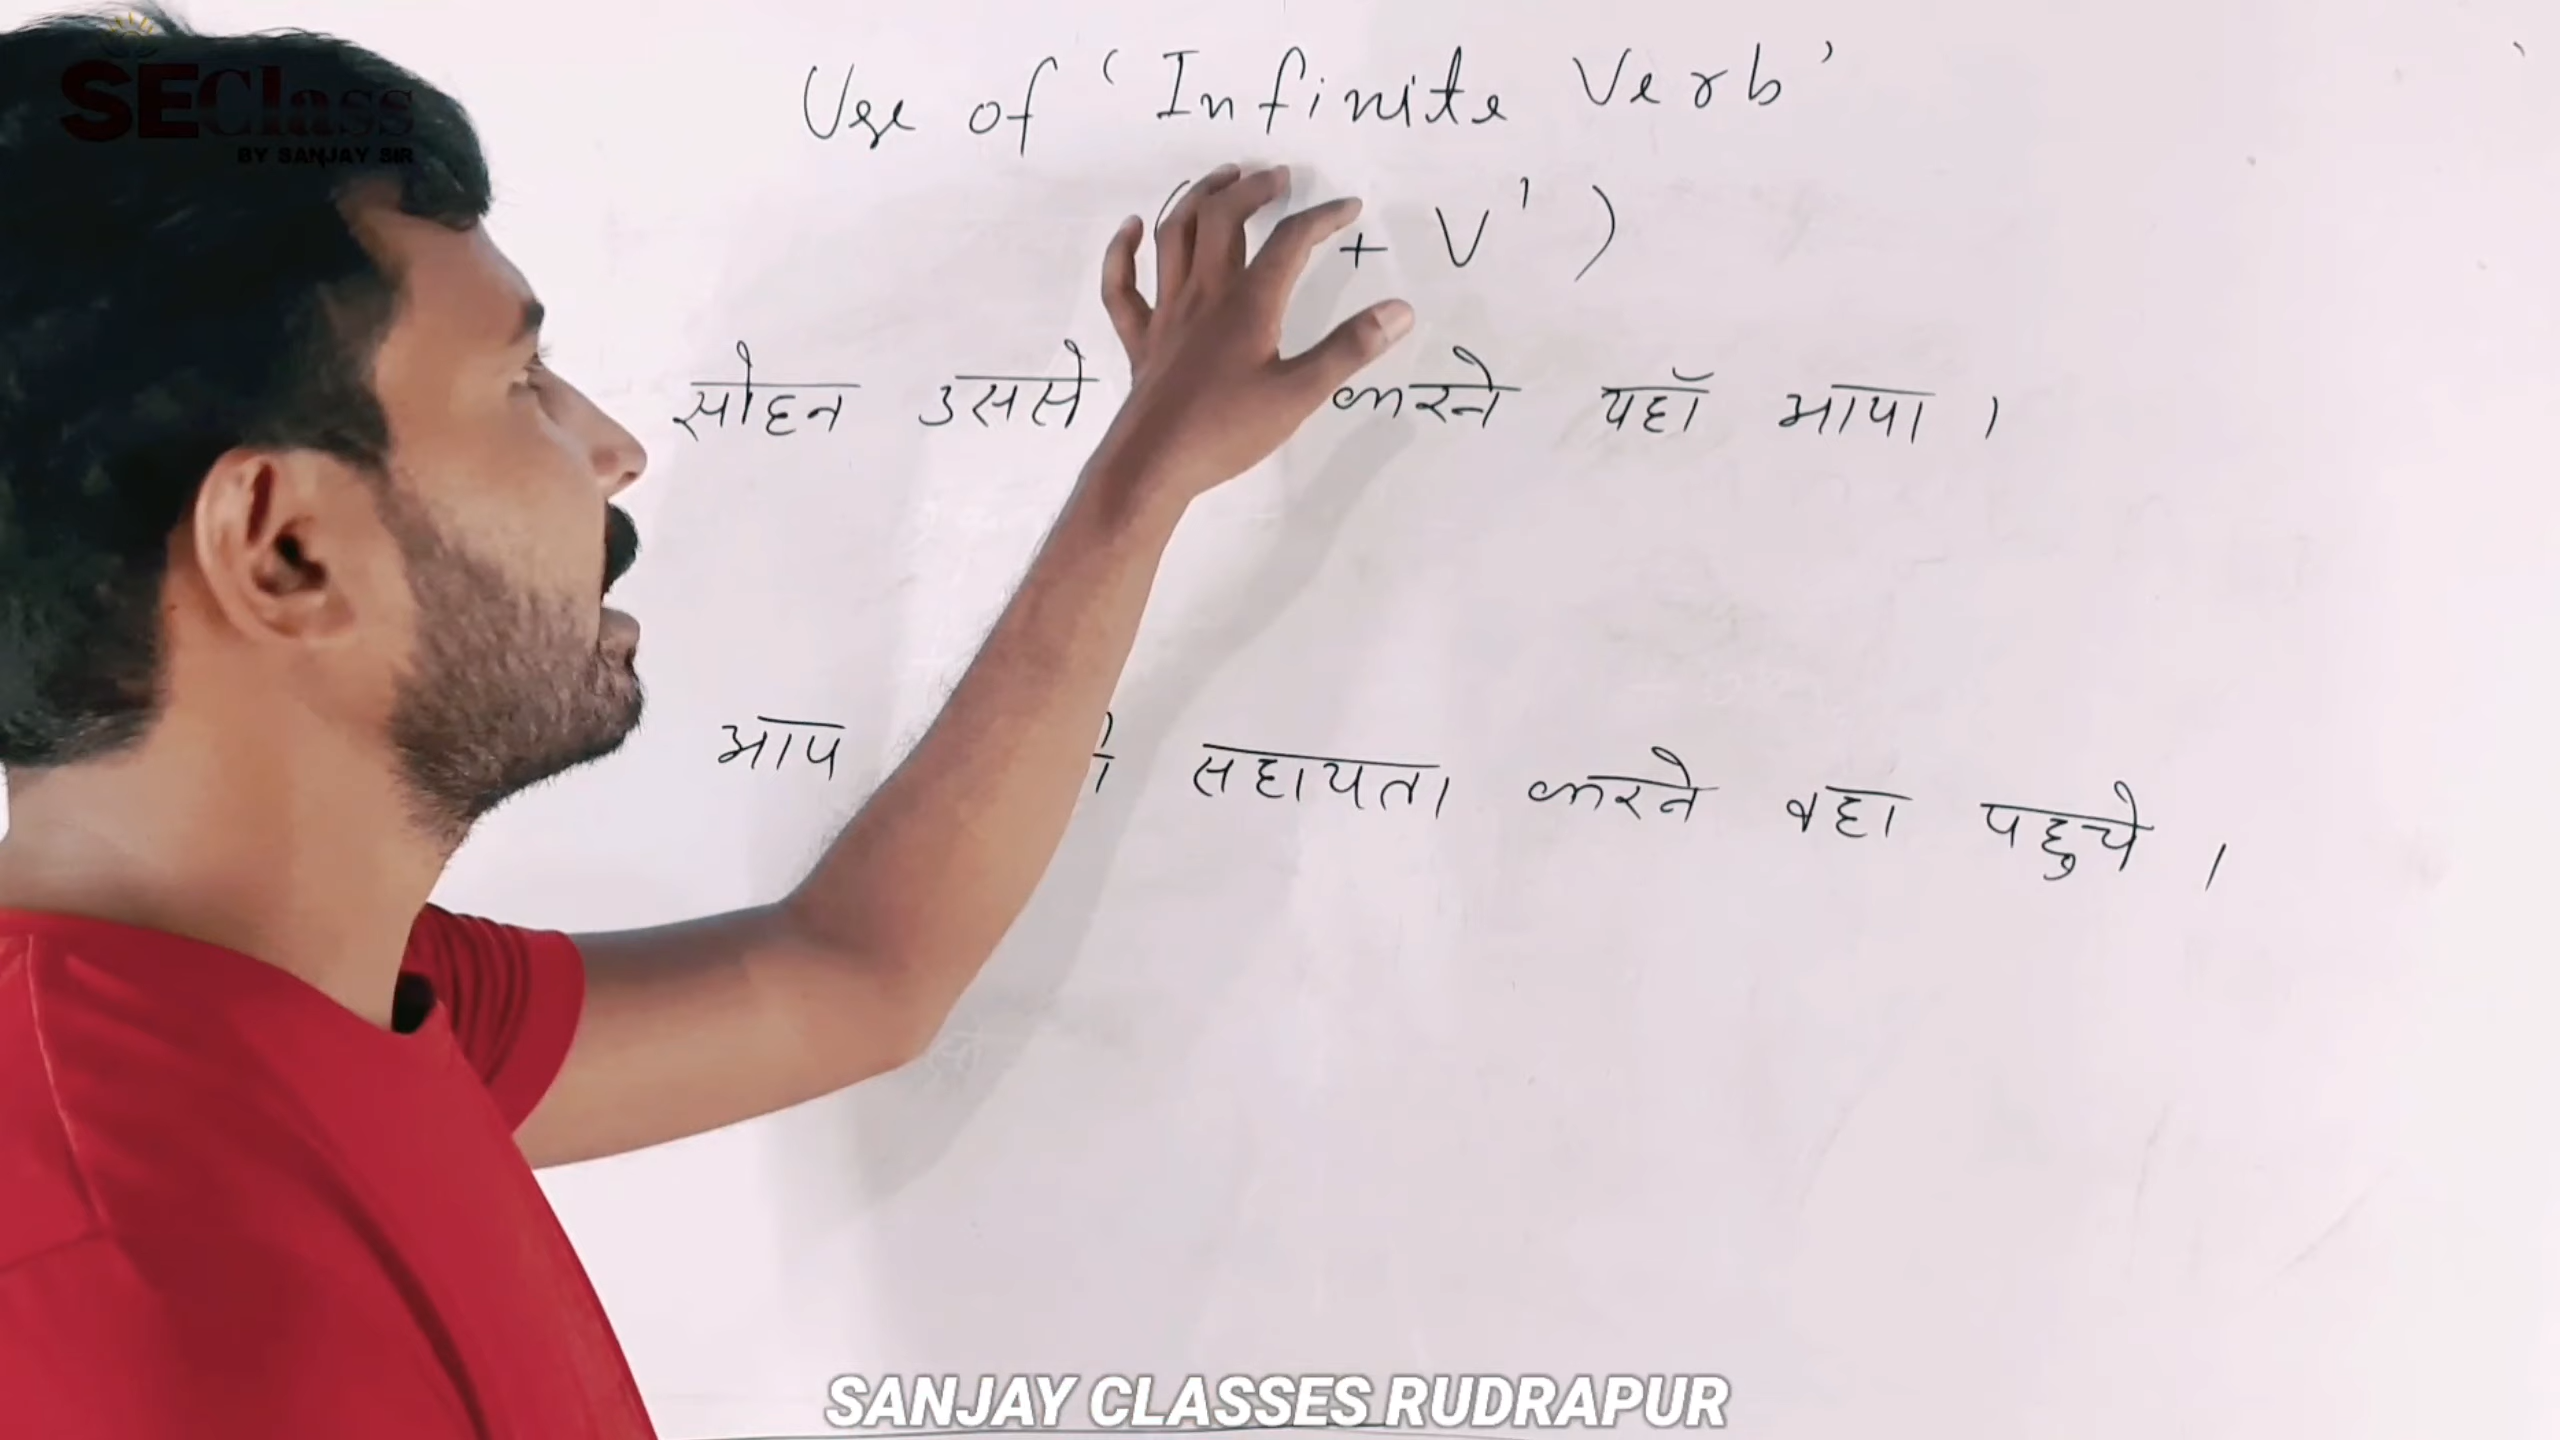 SEClass
BY SANJAY SIR
Use of 'Infinite Verb'
( + V¹ )
सोहन उससे करने यहाँ आया ।
आप सहायता करने वहा पहुचे ।
SANJAY CLASSES RUDRAPUR